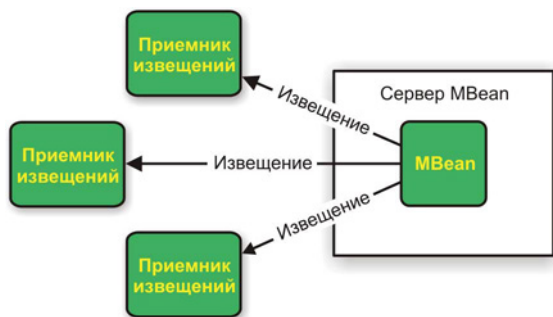 Приемник
извещений
Извещение
Сервер MBean
Приемник
извещений
Извещение
MBean
Извещение
Приемник
извещений